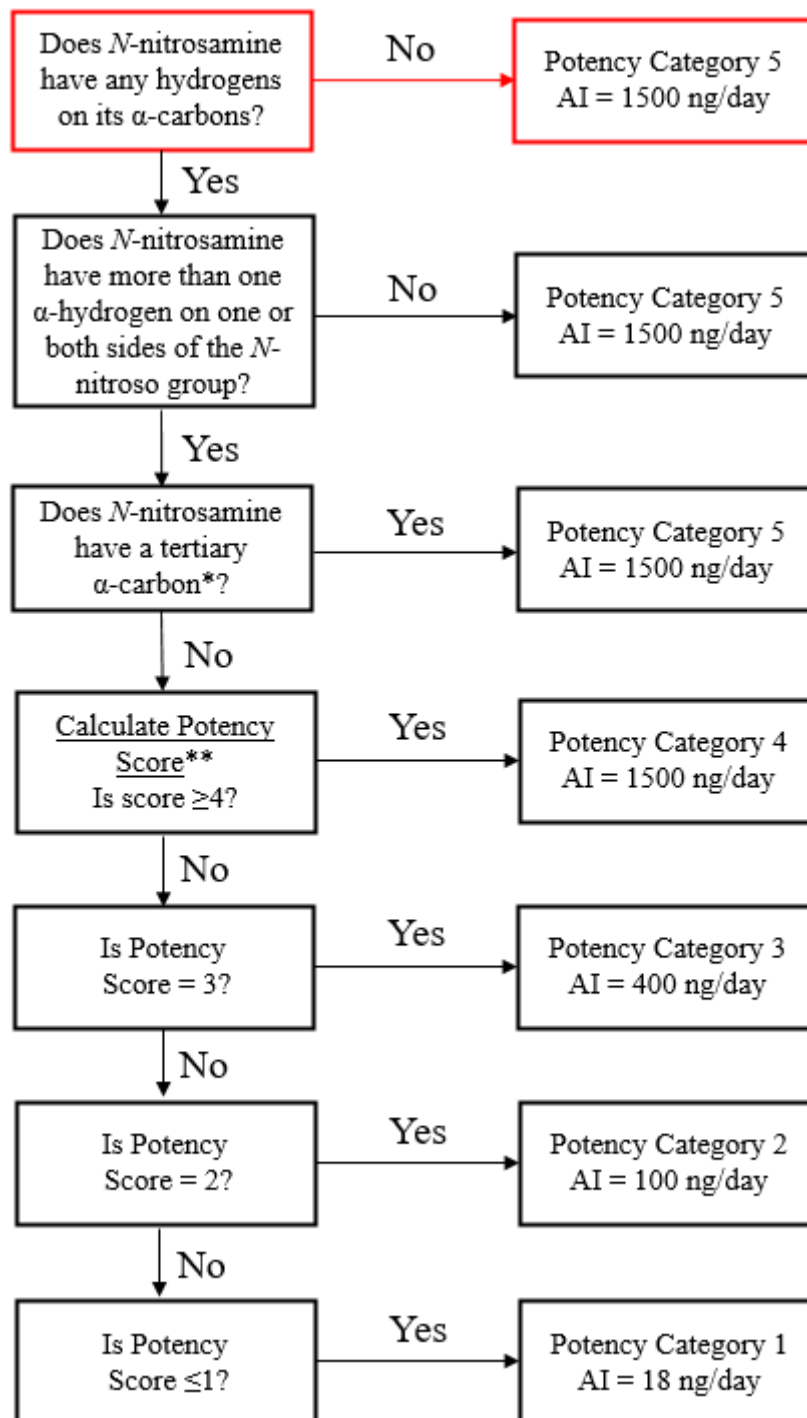 Does N-nitrosamine
have any hydrogens
on its α-carbons?
No
Potency Category 5
AI = 1500 ng/day
Yes
Does N-nitrosamine
have more than one
α-hydrogen on one or
both sides of the N-
nitroso group?
No
Potency Category 5
AI = 1500 ng/day
Yes
Does N-nitrosamine
have a tertiary
α-carbon*?
Yes
Potency Category 5
AI = 1500 ng/day
No
Calculate Potency
Score**
Is score ≥4?
Yes
Potency Category 4
AI = 1500 ng/day
No
Is Potency
Score = 3?
Yes
Potency Category 3
AI = 400 ng/day
No
Is Potency
Score = 2?
Yes
Potency Category 2
AI = 100 ng/day
No
Is Potency
Score ≤1?
Yes
Potency Category 1
AI = 18 ng/day